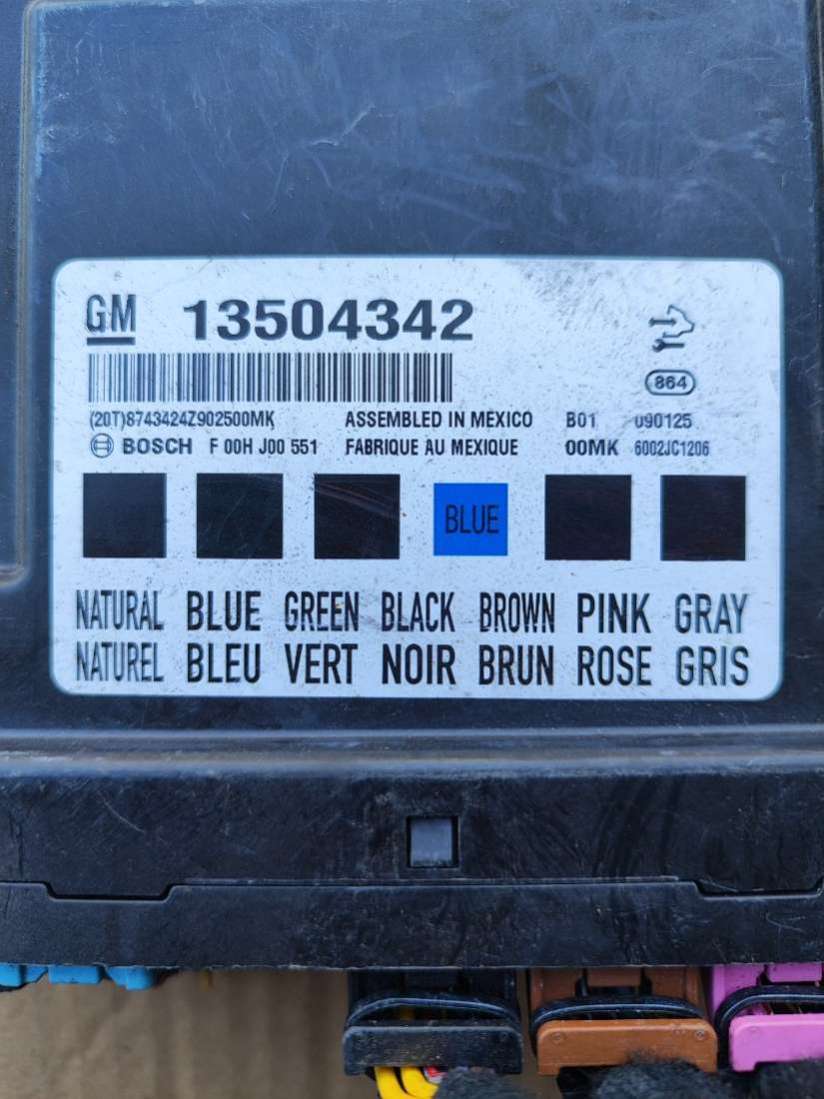 GM 13504342
864
(20T)8743424Z902500MK ASSEMBLED IN MEXICO B01 090125
BOSCH F 00H J00 551 FABRIQUE AU MEXIQUE 00MK 6002JC1206
BLUE
NATURAL BLUE GREEN BLACK BROWN PINK GRAY
NATUREL BLEU VERT NOIR BRUN ROSE GRIS